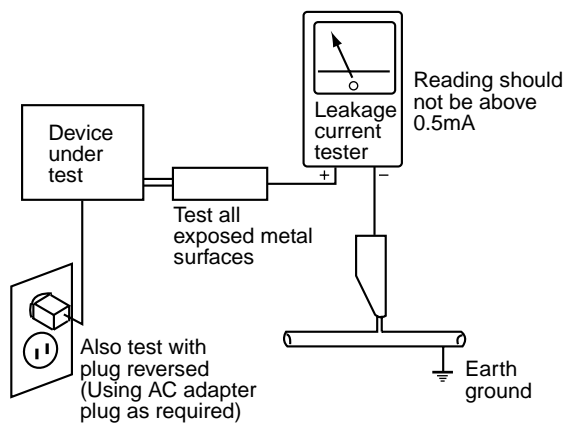 Device
under
test
Leakage
current
tester
Reading should
not be above
0.5mA
+
–
Test all
exposed metal
surfaces
Also test with
plug reversed
(Using AC adapter
plug as required)
Earth
ground